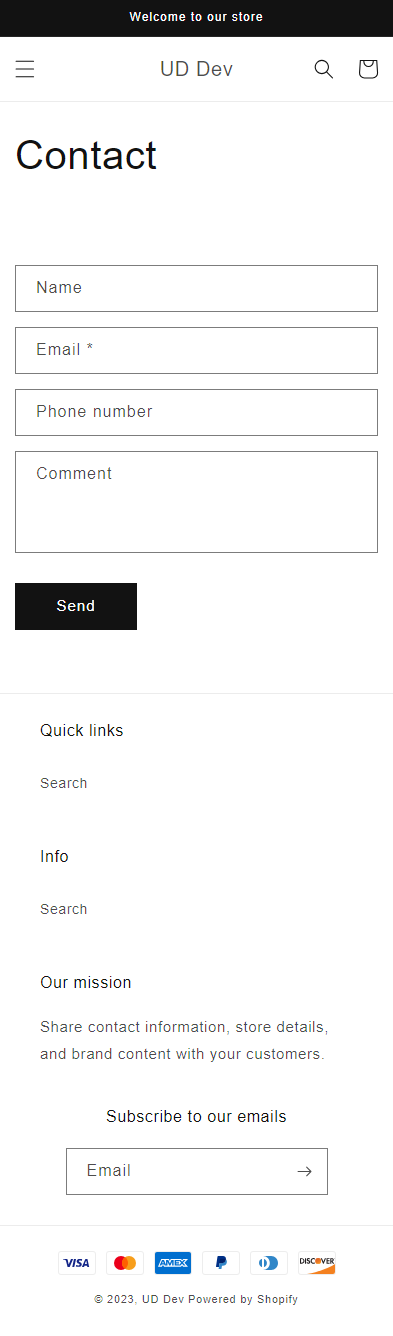 Welcome to our store
UD Dev
Contact
Name
Email *
Phone number
Comment
Send
Quick links
Search
Info
Search
Our mission
Share contact information, store details,
and brand content with your customers.
Subscribe to our emails
Email
VISA
AMEX
DISCOVER
© 2023, UD Dev Powered by Shopify